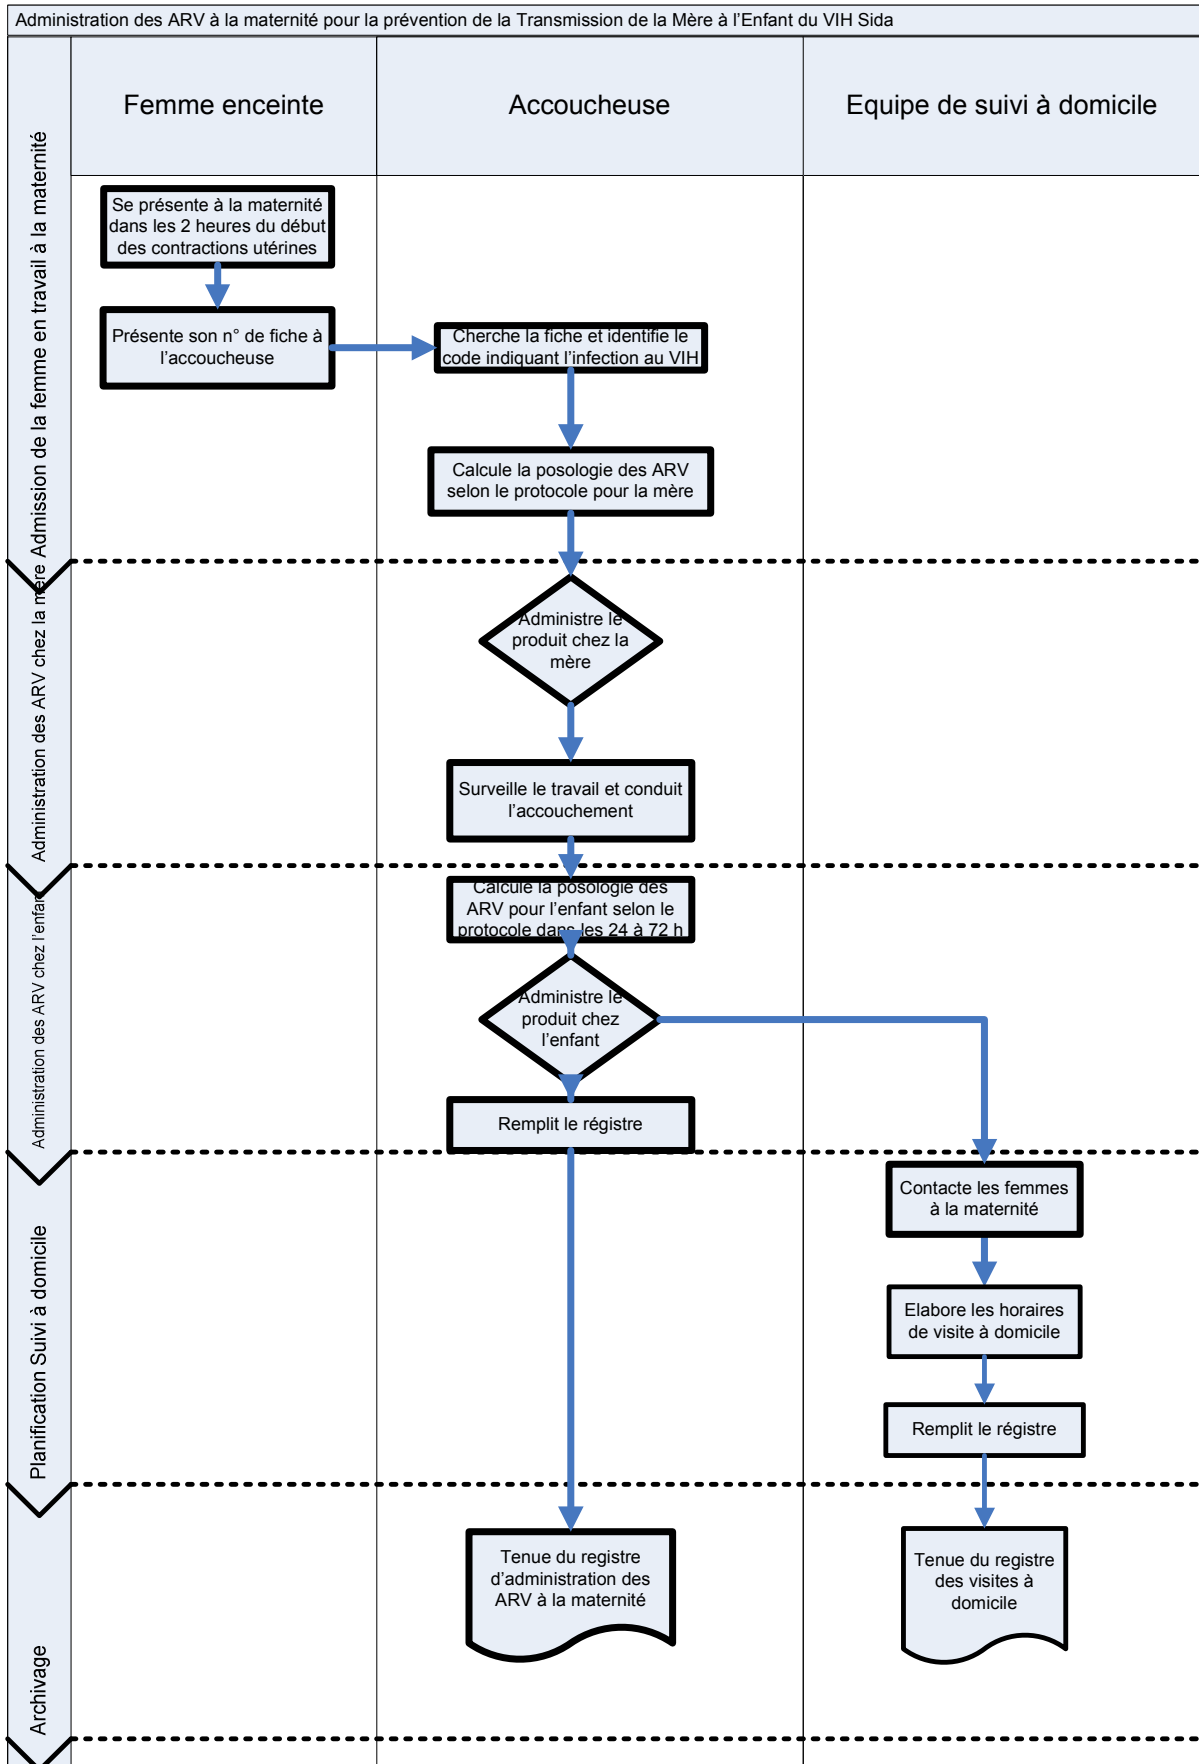 Administration des ARV à la maternité pour la prévention de la Transmission de la Mère à l'Enfant du VIH Sida
Femme enceinte
Accoucheuse
Equipe de suivi à domicile
Admission de la femme en travail à la maternité
Se présente à la maternité
dans les 2 heures du début
des contractions utérines
Présente son n° de fiche à
l'accoucheuse
Cherche la fiche et identifie le
code indiquant l'infection au VIH
Calcule la posologie des ARV
selon le protocole pour la mère
Administration des ARV chez la mère
Administre le
produit chez la
mère
Surveille le travail et conduit
l'accouchement
Administration des ARV chez l'enfant
Calcule la posologie des
ARV pour l'enfant selon le
protocole dans les 24 à 72 h
Administre le
produit chez
l'enfant
Remplit le régistre
Planification Suivi à domicile
Contacte les femmes
à la maternité
Elabore les horaires
de visite à domicile
Remplit le régistre
Archivage
Tenue du registre
d'administration des
ARV à la maternité
Tenue du registre
des visites à
domicile